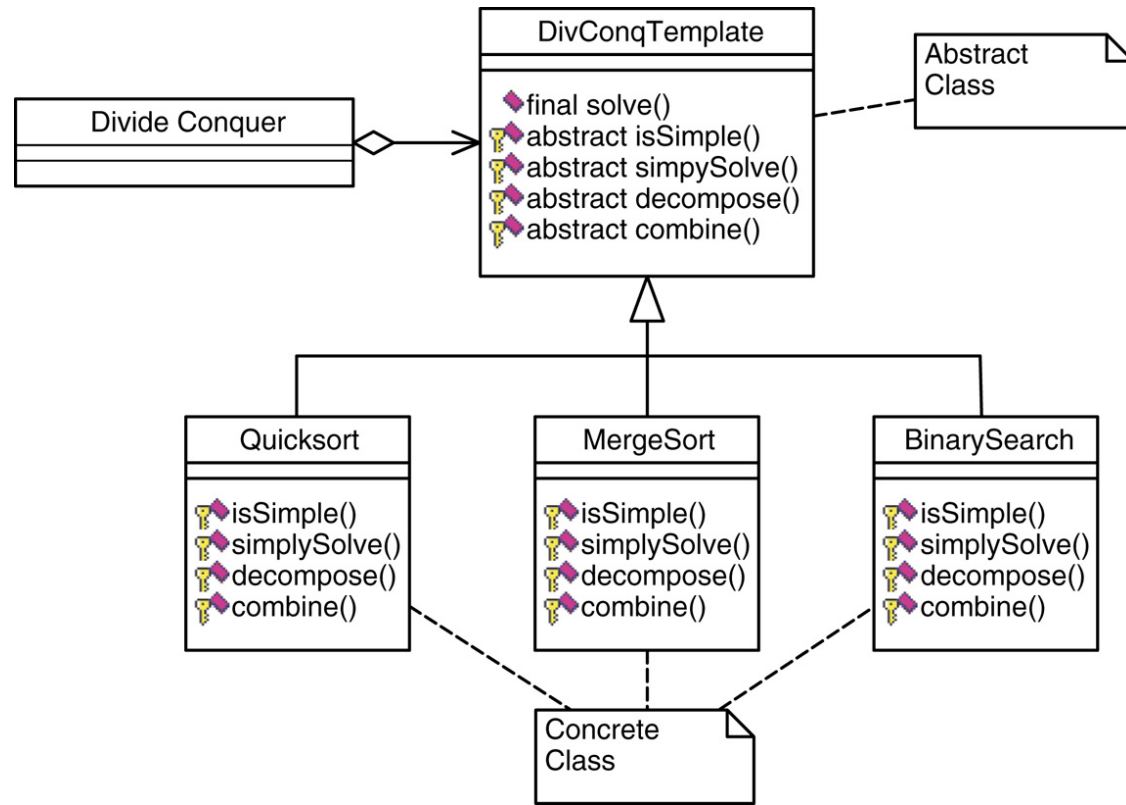 DivConqTemplate
final solve()
abstract isSimple()
abstract simpySolve()
abstract decompose()
abstract combine()
Abstract
Class
Divide Conquer
Quicksort
isSimple()
simplySolve()
decompose()
combine()
MergeSort
isSimple()
simplySolve()
decompose()
combine()
BinarySearch
isSimple()
simplySolve()
decompose()
combine()
Concrete
Class